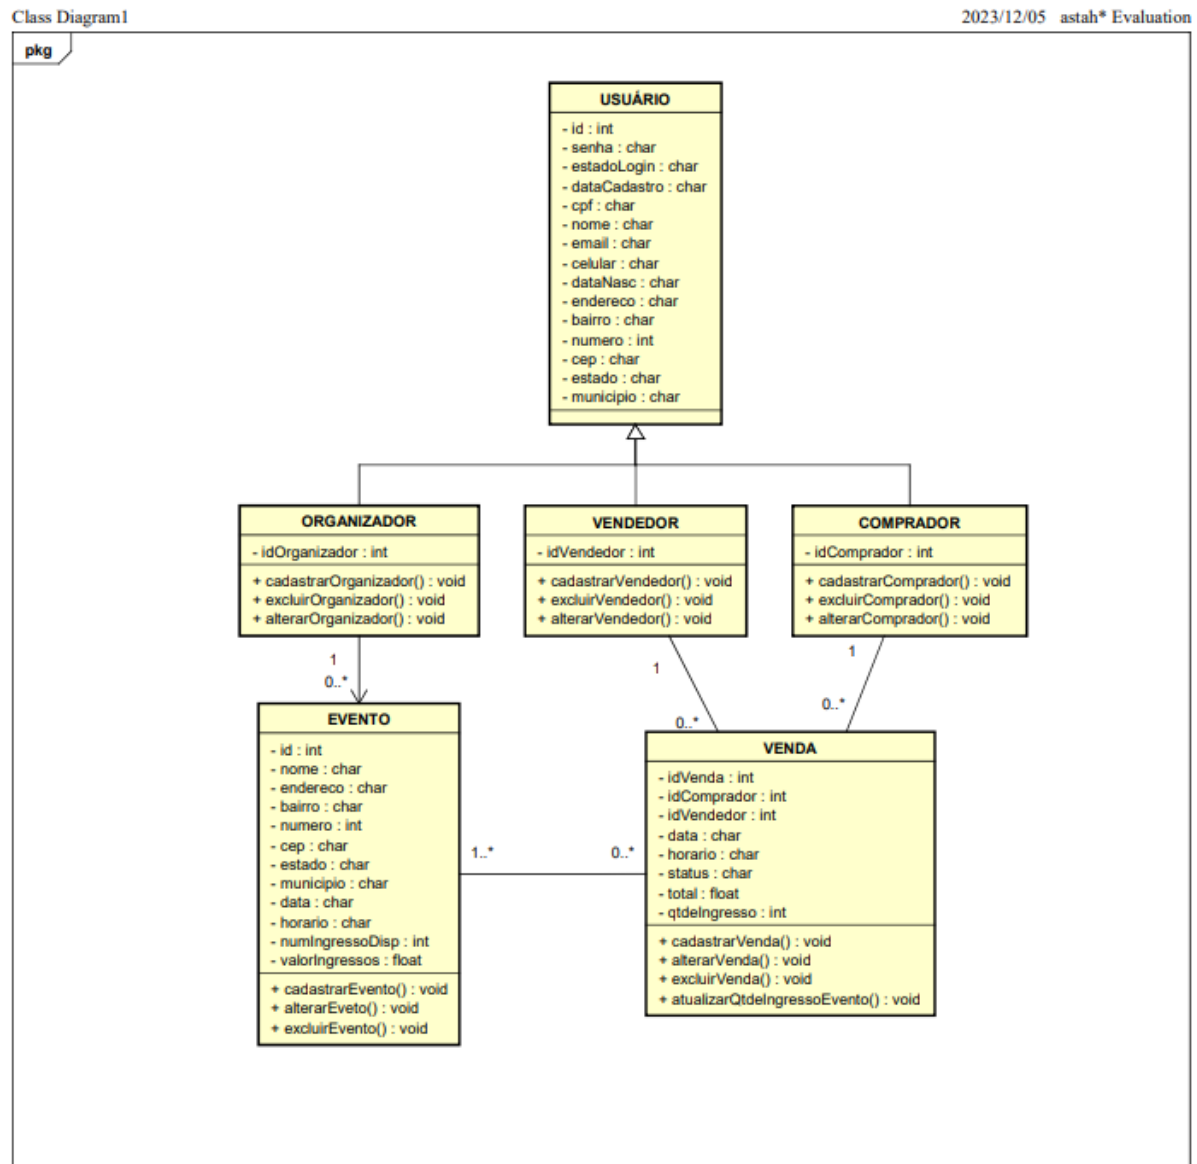 Class Diagram1
2023/12/05 astah* Evaluation
pkg
USUÁRIO
- id : int
- senha : char
- estadoLogin : char
- dataCadastro : char
- cpf : char
- nome : char
- email : char
- celular : char
- dataNasc : char
- endereco : char
- bairro : char
- numero : int
- cep : char
- estado : char
- municipio : char
ORGANIZADOR
- idOrganizador : int
+ cadastrarOrganizador() : void
+ excluirOrganizador() : void
+ alterarOrganizador() : void
VENDEDOR
- idVendedor : int
+ cadastrarVendedor() : void
+ excluirVendedor() : void
+ alterarVendedor() : void
COMPRADOR
- idComprador : int
+ cadastrarComprador() : void
+ excluirComprador() : void
+ alterarComprador() : void
1
0..*
1
0..*
1
0..*
EVENTO
- id : int
- nome : char
- endereco : char
- bairro : char
- numero : int
- cep : char
- estado : char
- municipio : char
- data : char
- horario : char
- numIngressoDisp : int
- valorIngressos : float
+ cadastrarEvento() : void
+ alterarEveto() : void
+ excluirEvento() : void
1..*
0..*
VENDA
- idVenda : int
- idComprador : int
- idVendedor : int
- data : char
- horario : char
- status : char
- total : float
- qtdeIngresso : int
+ cadastrarVenda() : void
+ alterarVenda() : void
+ excluirVenda() : void
+ atualizarQtdeIngressoEvento() : void